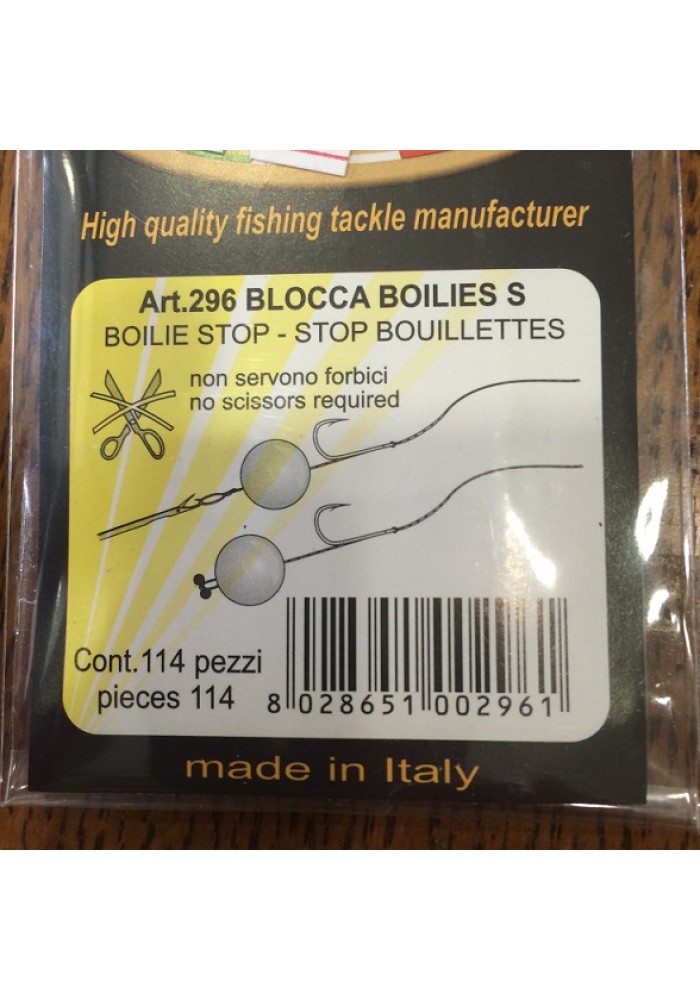 High quality fishing tackle manufacturer
Art.296 BLOCCA BOILIES S
BOILIE STOP - STOP BOUILLETTES
non servono forbici
no scissors required
Cont.114 pezzi
pieces 114
8 028651 002961
made in Italy